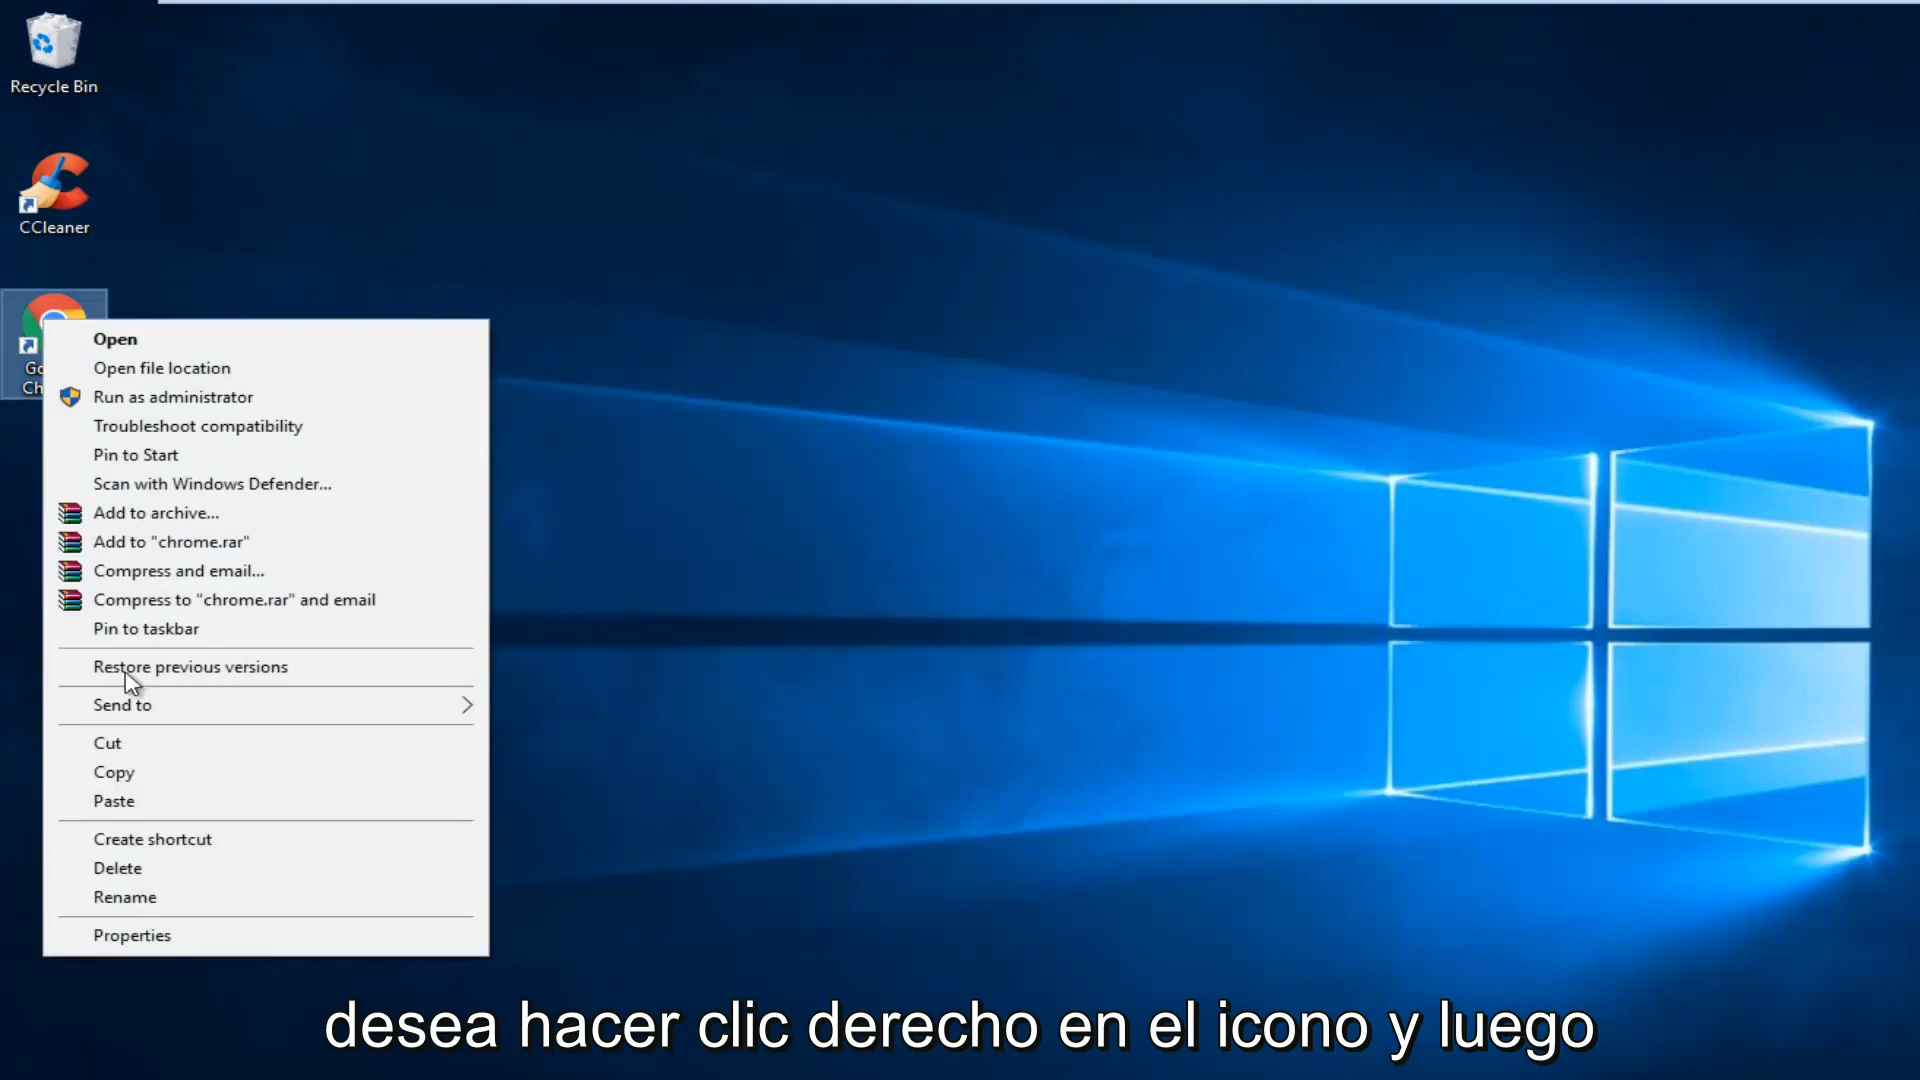 Recycle Bin
CCleaner
Open
Open file location
Run as administrator
Troubleshoot compatibility
Pin to Start
Scan with Windows Defender...
Add to archive...
Add to "chrome.rar"
Compress and email...
Compress to "chrome.rar" and email
Pin to taskbar
Restore previous versions
Send to
Cut
Copy
Paste
Create shortcut
Delete
Rename
Properties
desea hacer clic derecho en el icono y luego